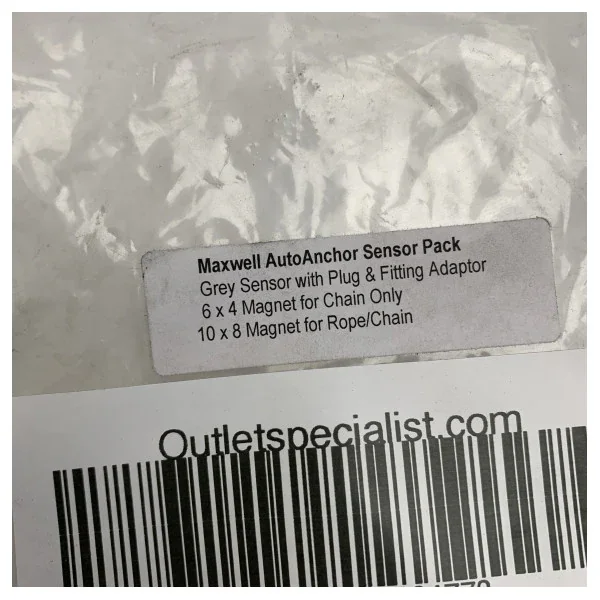 Maxwell AutoAnchor Sensor Pack
Grey Sensor with Plug & Fitting Adaptor
6 x 4 Magnet for Chain Only
10 x 8 Magnet for Rope/Chain
Outletspecialist.com